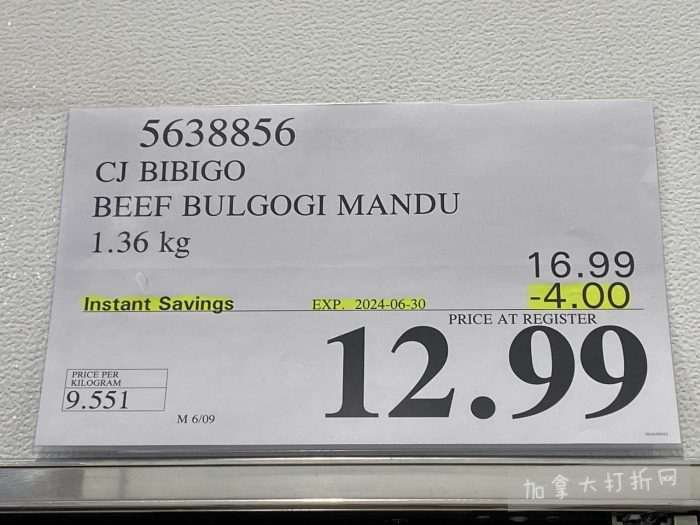 5638856
CJ BIBIGO
BEEF BULGOGI MANDU
1.36 kg
16.99
Instant Savings EXP. 2024-06-30 -4.00
PRICE AT REGISTER
12.99
PRICE PER
KILOGRAM
9.551
M 6/09
加拿大打折网